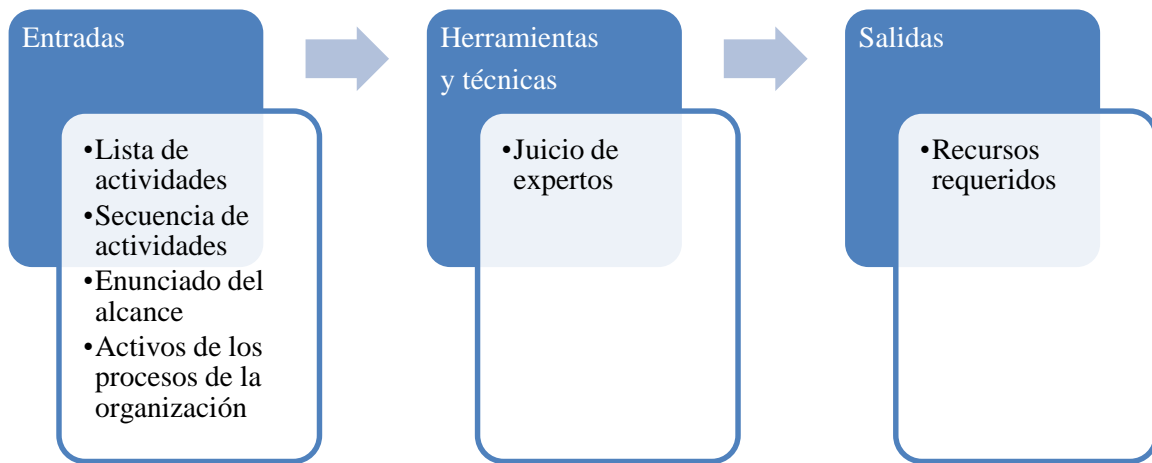 Entradas
•Lista de
actividades
•Secuencia de
actividades
•Enunciado del
alcance
•Activos de los
procesos de la
organización
Herramientas
y técnicas
•Juicio de
expertos
Salidas
•Recursos
requeridos